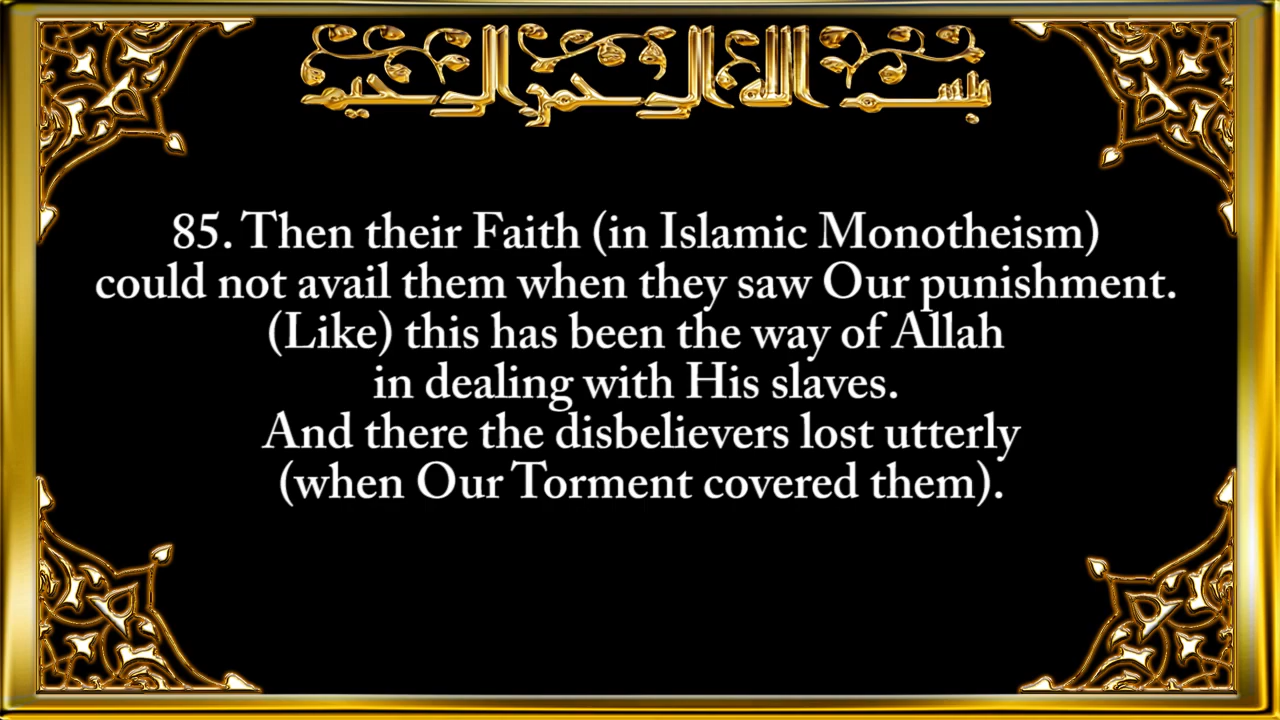 بسم الله الرحمن الرحيم
85. Then their Faith (in Islamic Monotheism)
could not avail them when they saw Our punishment.
(Like) this has been the way of Allah
in dealing with His slaves.
And there the disbelievers lost utterly
(when Our Torment covered them).